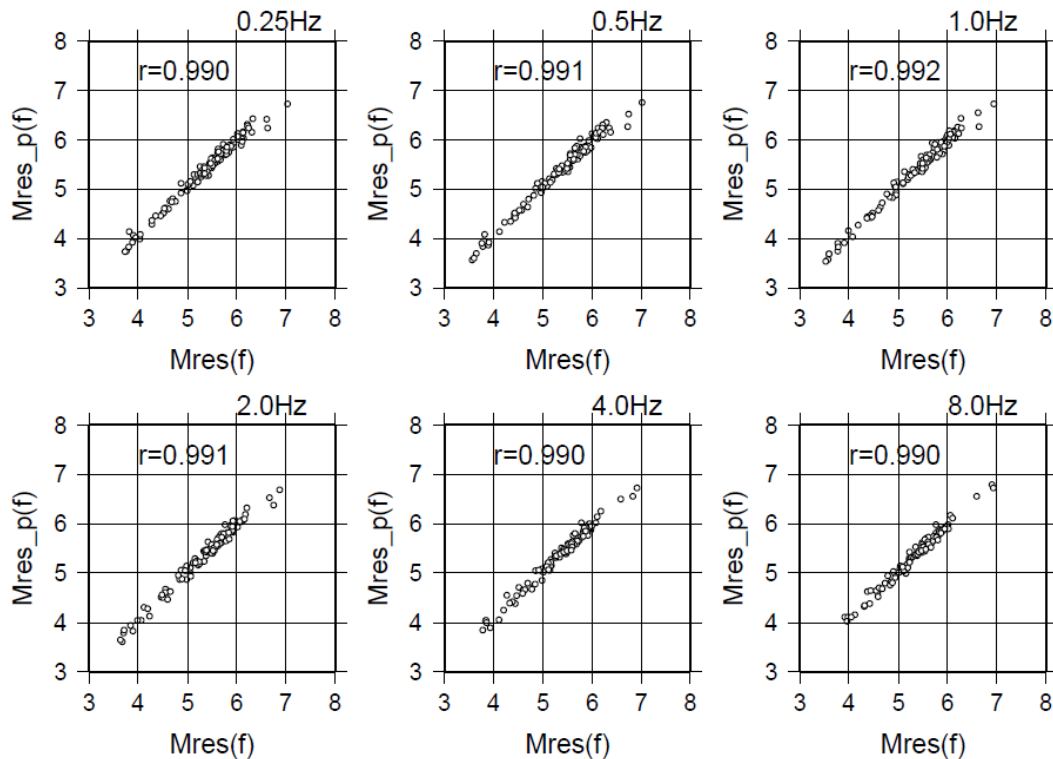 0.25Hz 0.5Hz 1.0Hz
8 8 8
r=0.990 r=0.991 r=0.992
7 7 7
6 6 6
Mres_p(f) Mres_p(f) Mres_p(f)
5 5 5
4 4 4
3 3 3
3 4 5 6 7 8 3 4 5 6 7 8 3 4 5 6 7 8
Mres(f) Mres(f) Mres(f)
2.0Hz 4.0Hz 8.0Hz
8 8 8
r=0.991 r=0.990 r=0.990
7 7 7
6 6 6
Mres_p(f) Mres_p(f) Mres_p(f)
5 5 5
4 4 4
3 3 3
3 4 5 6 7 8 3 4 5 6 7 8 3 4 5 6 7 8
Mres(f) Mres(f) Mres(f)